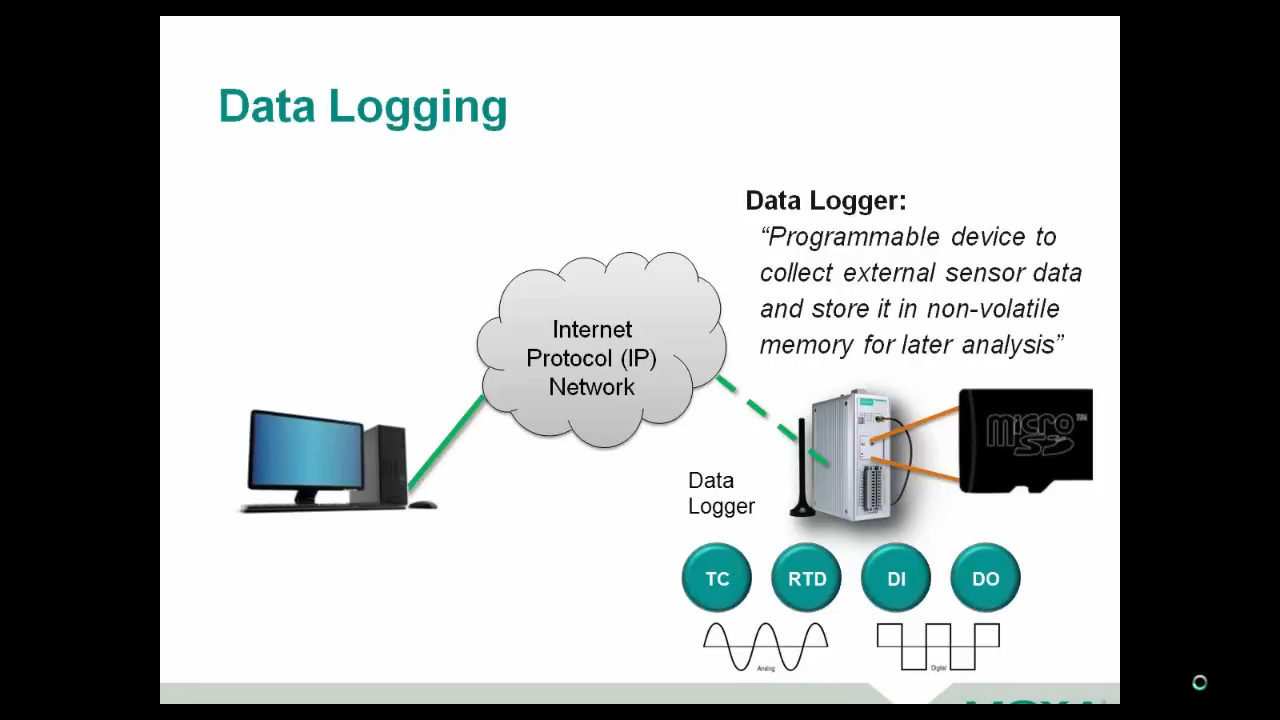 Data Logging
Data Logger:
“Programmable device to
collect external sensor data
and store it in non-volatile
memory for later analysis”
Internet
Protocol (IP)
Network
Data
Logger
micro
SD
TM
TC
RTD
DI
DO
Analog
Digital